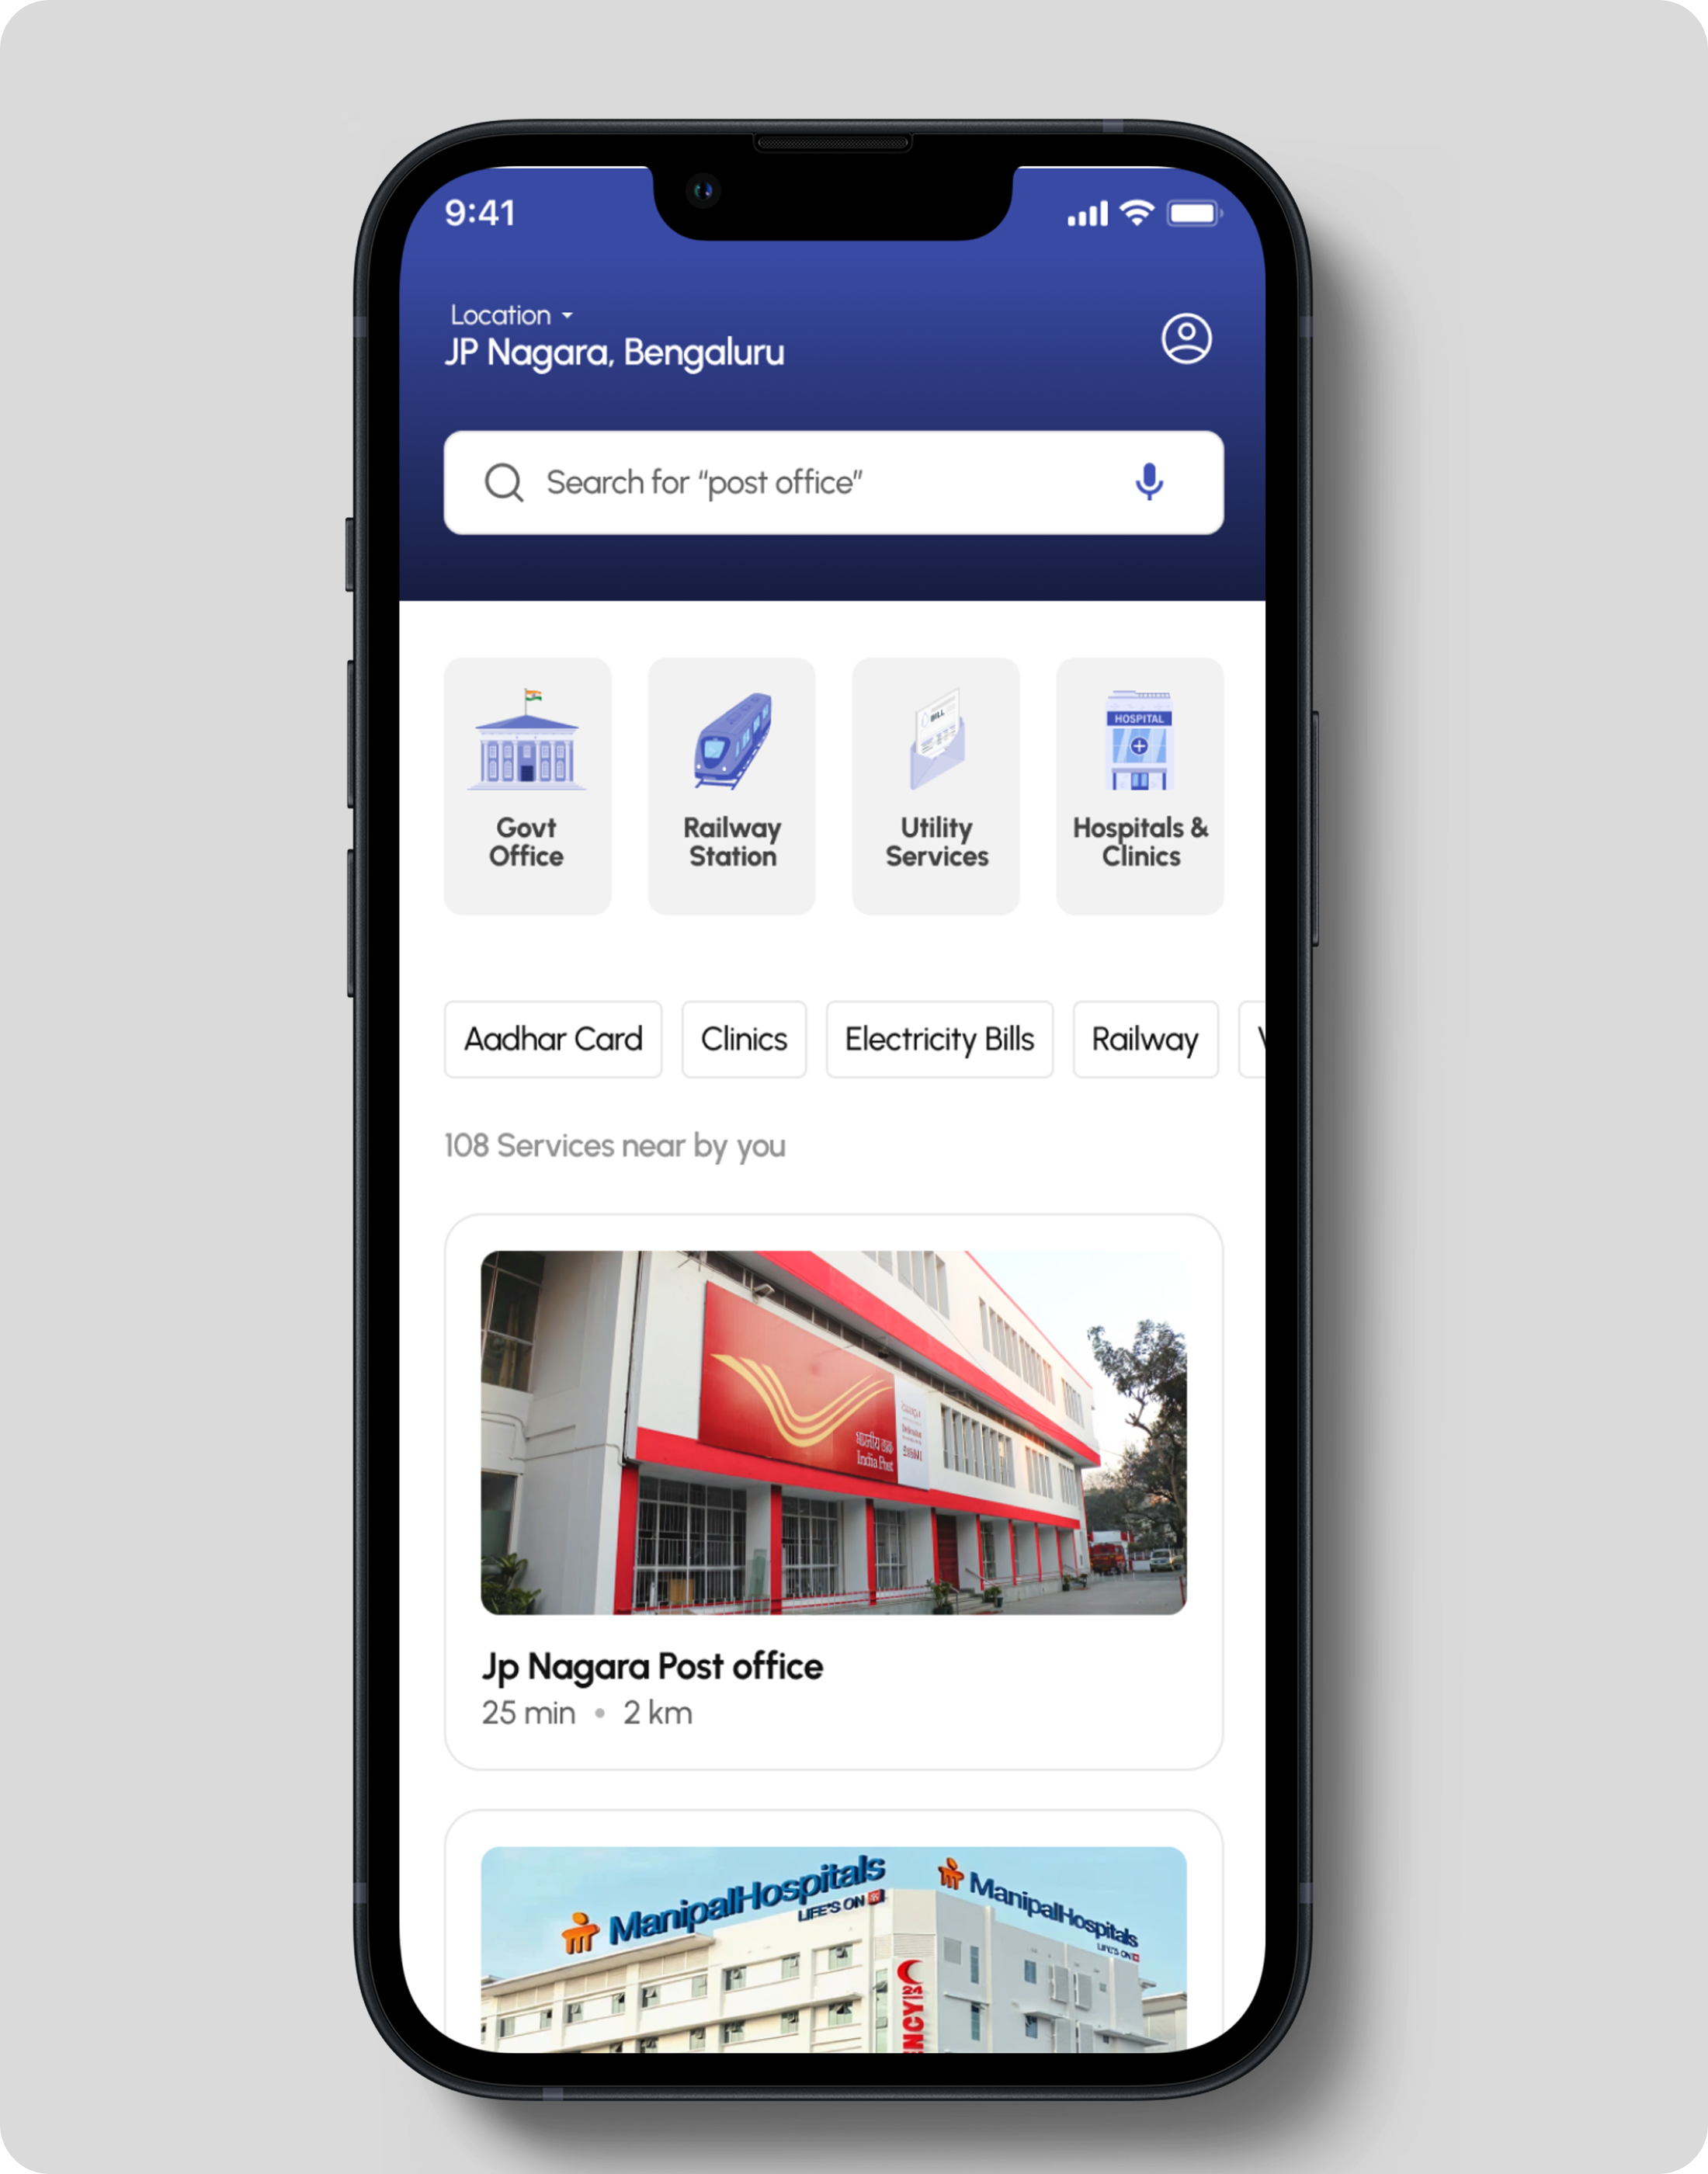 9:41
Location
JP Nagara, Bengaluru
Search for “post office”
BILL
HOSPITAL
Govt
Office
Railway
Station
Utility
Services
Hospitals &
Clinics
Aadhar Card
Clinics
Electricity Bills
Railway
108 Services near by you
भारतीय डाक
India Post
Jp Nagara Post office
25 min • 2 km
ManipalHospitals
LIFE'S ON
ManipalHospitals
LIFE'S ON
24